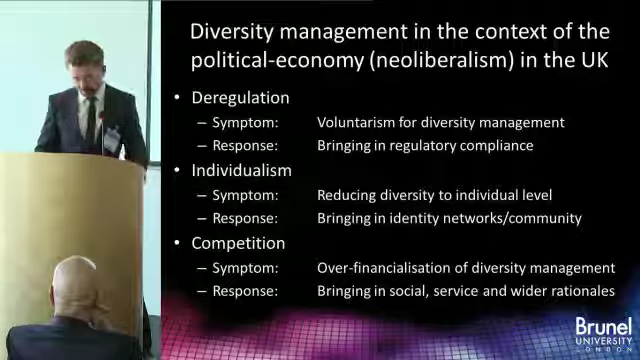 Diversity management in the context of the
political-economy (neoliberalism) in the UK
• Deregulation
– Symptom: Voluntarism for diversity management
– Response: Bringing in regulatory compliance
• Individualism
– Symptom: Reducing diversity to individual level
– Response: Bringing in identity networks/community
• Competition
– Symptom: Over-financialisation of diversity management
– Response: Bringing in social, service and wider rationales
Brunel
UNIVERSITY
LONDON